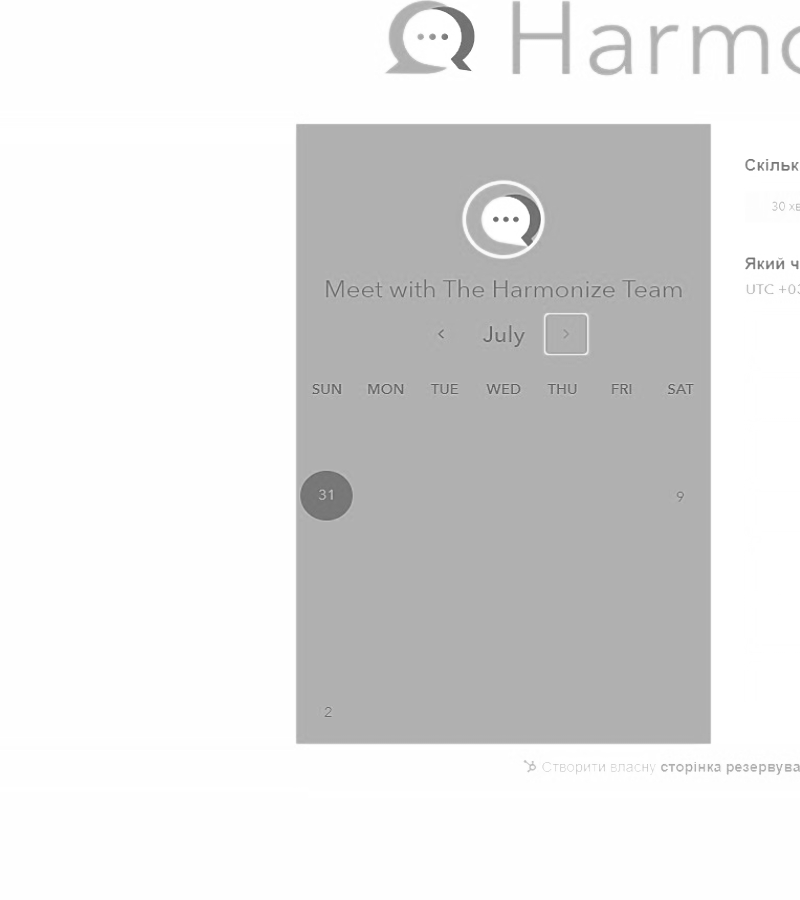 Harmo
Meet with The Harmonize Team
July
SUN MON TUE WED THU FRI SAT
31 9
2
Скільк
30 хв
Який ч
UTC +03
Створити власну сторінка резервува